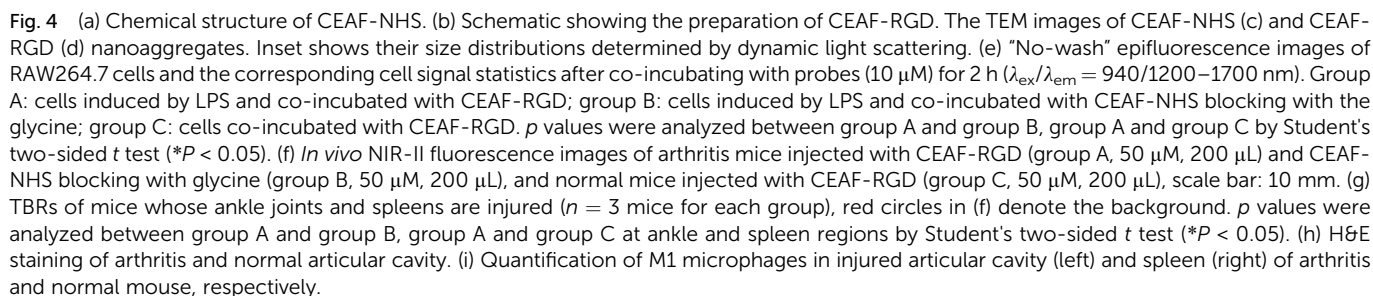 Fig. 4 (a) Chemical structure of CEAF-NHS. (b) Schematic showing the preparation of CEAF-RGD. The TEM images of CEAF-NHS (c) and CEAF-
RGD (d) nanoaggregates. Inset shows their size distributions determined by dynamic light scattering. (e) "No-wash" epifluorescence images of
RAW264.7 cells and the corresponding cell signal statistics after co-incubating with probes (10 μM) for 2 h (λex/λem = 940/1200–1700 nm). Group
A: cells induced by LPS and co-incubated with CEAF-RGD; group B: cells induced by LPS and co-incubated with CEAF-NHS blocking with the
glycine; group C: cells co-incubated with CEAF-RGD. p values were analyzed between group A and group B, group A and group C by Student's
two-sided t test (*P < 0.05). (f) In vivo NIR-II fluorescence images of arthritis mice injected with CEAF-RGD (group A, 50 μM, 200 μL) and CEAF-
NHS blocking with glycine (group B, 50 μM, 200 μL), and normal mice injected with CEAF-RGD (group C, 50 μM, 200 μL), scale bar: 10 mm. (g)
TBRs of mice whose ankle joints and spleens are injured (n = 3 mice for each group), red circles in (f) denote the background. p values were
analyzed between group A and group B, group A and group C at ankle and spleen regions by Student's two-sided t test (*P < 0.05). (h) H&E
staining of arthritis and normal articular cavity. (i) Quantification of M1 microphages in injured articular cavity (left) and spleen (right) of arthritis
and normal mouse, respectively.